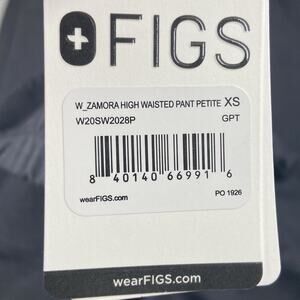 FIGS
W_ZAMORA HIGH WAISTED PANT PETITE XS
W20SW2028P GPT
8 40140 66991 6
wearFIGS.com PO 1926
wearFIGS.com